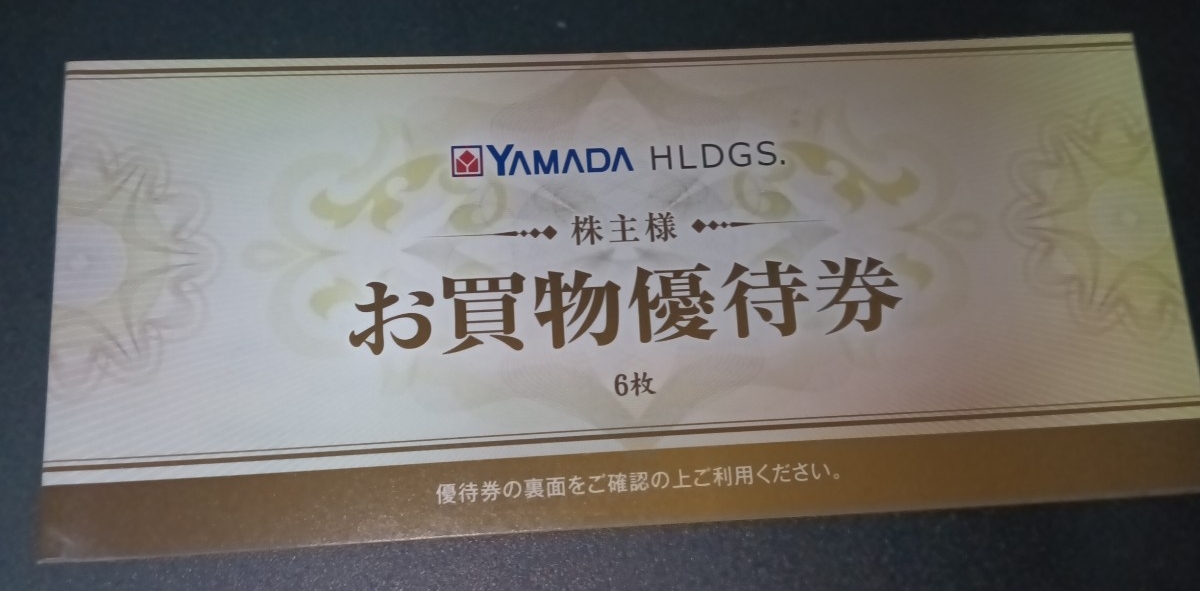 YAMADA HLDGS.
株主様
お買物優待券
6枚
優待券の裏面をご確認の上ご利用ください。